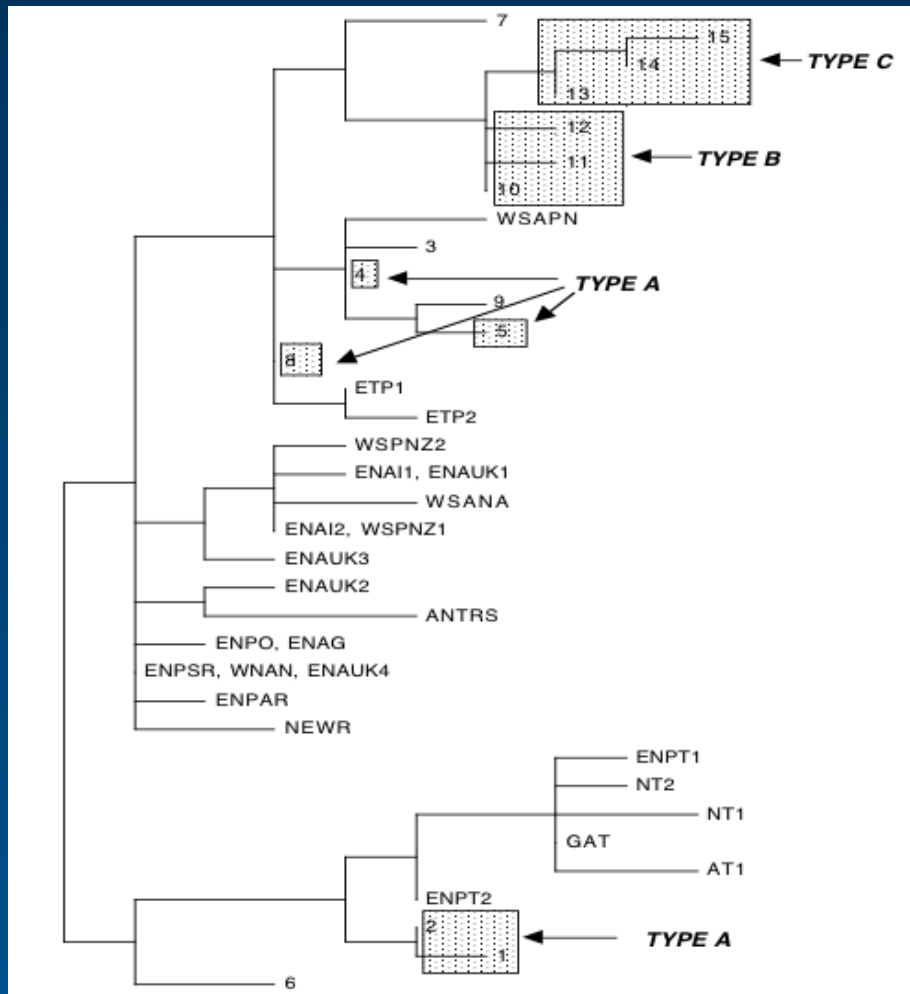 7
15
TYPE C
14
13
12
TYPE B
11
10
WSAPN
3
4
TYPE A
9
5
8
ETP1
ETP2
WSPNZ2
ENAI1, ENAUK1
WSANA
ENAI2, WSPNZ1
ENAUK3
ENAUK2
ANTRS
ENPO, ENAG
ENPSR, WNAN, ENAUK4
ENPAR
NEWR
ENPT1
NT2
NT1
GAT
AT1
ENPT2
2
TYPE A
1
6